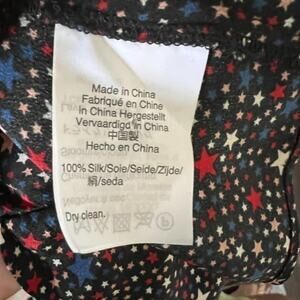 Made in China
Fabriqué en Chine
In China Hergestellt
Vervaardigd in China
中国製
Hecho en China
100% Silk/Soie/Seide/Zijde/
絹/seda
Dry clean.